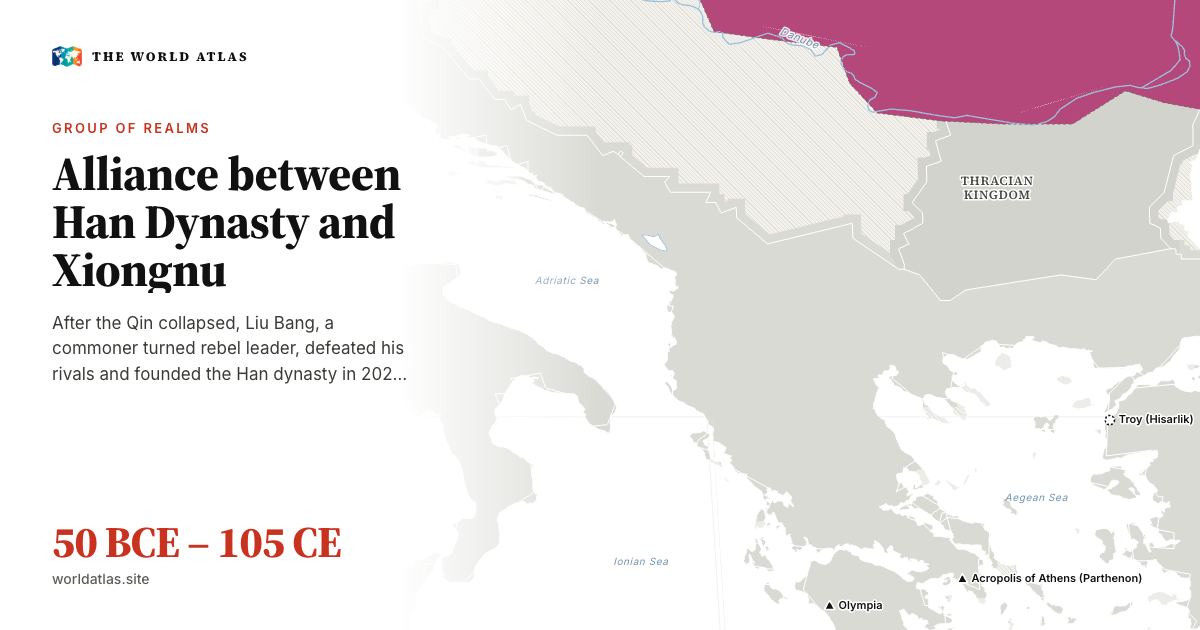 THE WORLD ATLAS
GROUP OF REALMS
Alliance between
Han Dynasty and
Xiongnu
After the Qin collapsed, Liu Bang, a
commoner turned rebel leader, defeated his
rivals and founded the Han dynasty in 202...
50 BCE – 105 CE
worldatlas.site
Danube
THRACIAN
KINGDOM
Adriatic Sea
Troy (Hisarlik)
Aegean Sea
Ionian Sea
Acropolis of Athens (Parthenon)
Olympia